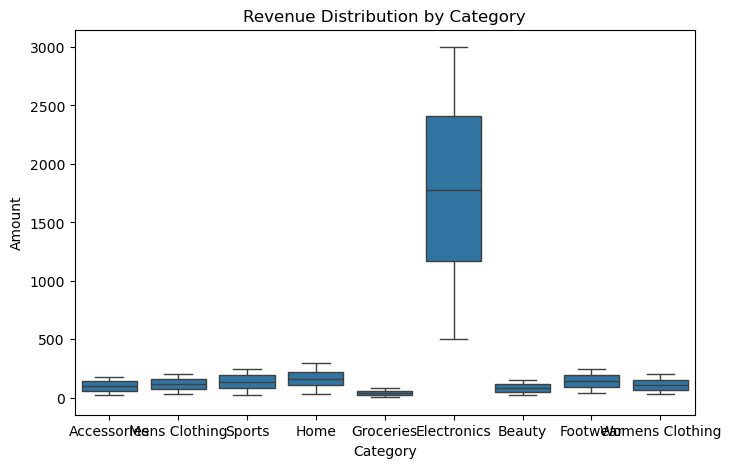 Revenue Distribution by Category
3000
2500
2000
1500
1000
500
0
Amount
Accessories Mens Clothing Sports Home Groceries Electronics Beauty Footwear Womens Clothing
Category